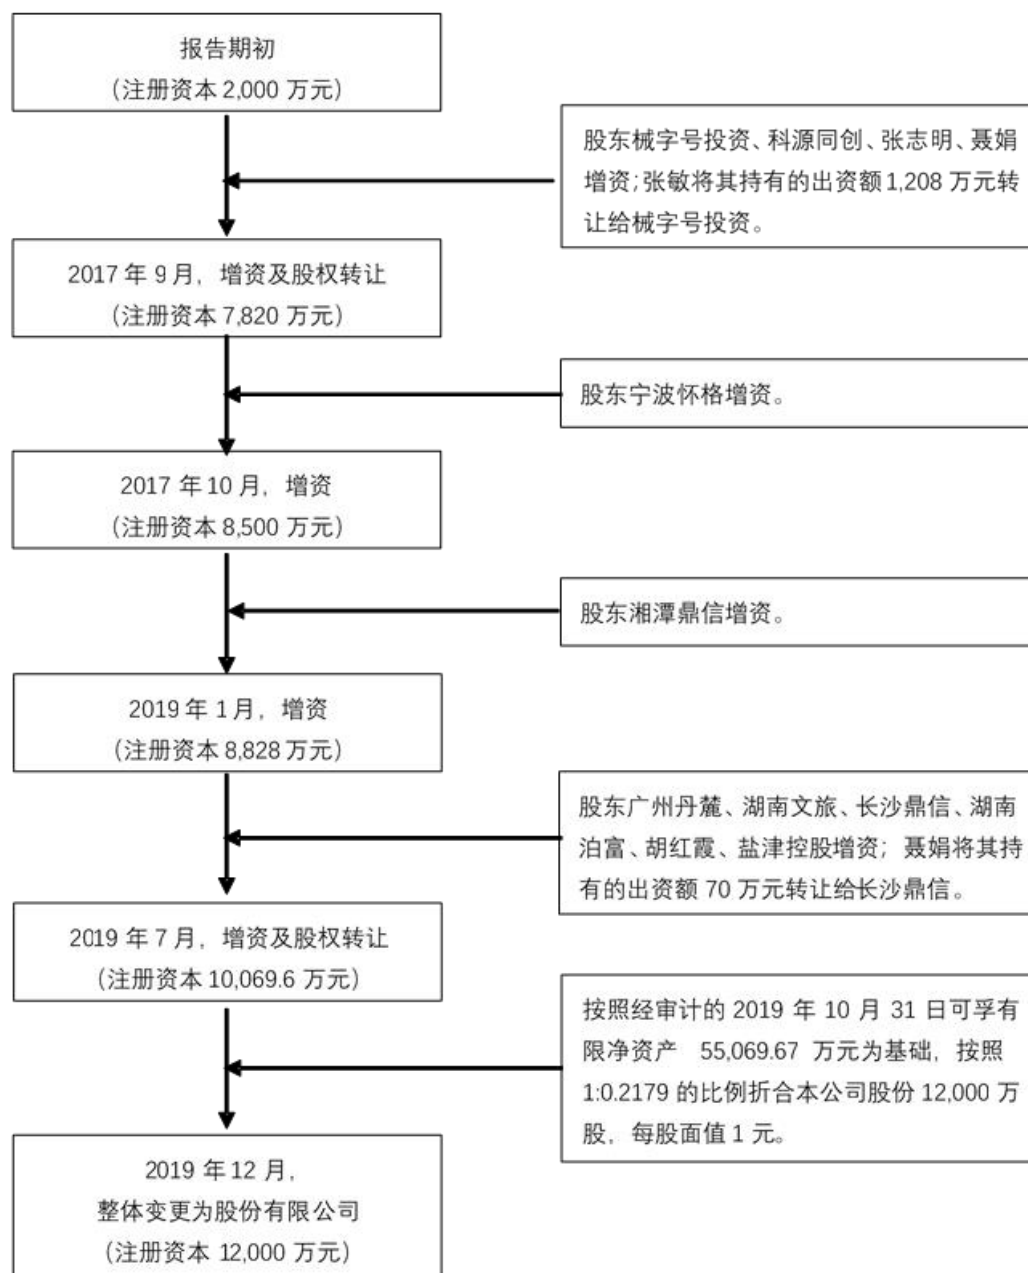 报告期初
（注册资本 2,000 万元）
股东械字号投资、科源同创、张志明、聂娟
增资；张敏将其持有的出资额 1,208 万元转
让给械字号投资。
2017 年 9 月，增资及股权转让
（注册资本 7,820 万元）
股东宁波怀格增资。
2017 年 10 月，增资
（注册资本 8,500 万元）
股东湘潭鼎信增资。
2019 年 1 月，增资
（注册资本 8,828 万元）
股东广州丹麓、湖南文旅、长沙鼎信、湖南
泊富、胡红霞、盐津控股增资；聂娟将其持
有的出资额 70 万元转让给长沙鼎信。
2019 年 7 月，增资及股权转让
（注册资本 10,069.6 万元）
按照经审计的 2019 年 10 月 31 日可孚有
限净资产 55,069.67 万元为基础，按照
1:0.2179 的比例折合本公司股份 12,000 万
股，每股面值 1 元。
2019 年 12 月，
整体变更为股份有限公司
（注册资本 12,000 万元）